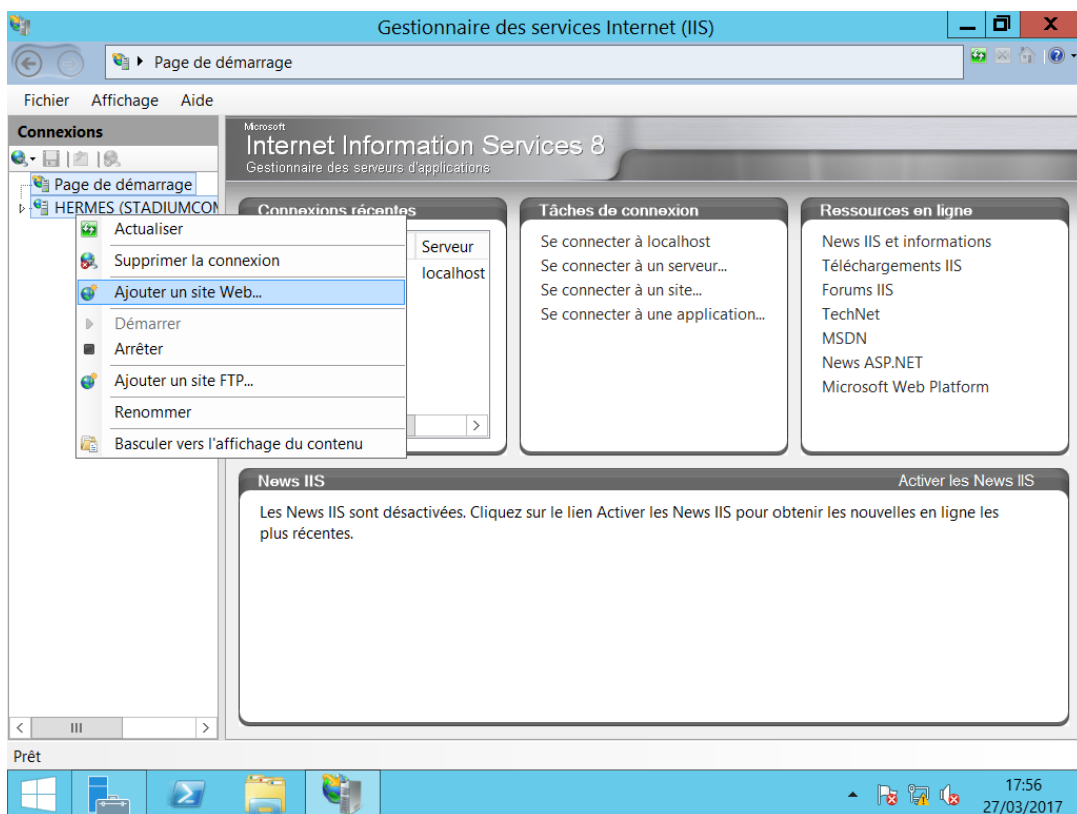 Gestionnaire des services Internet (IIS)
Page de démarrage
Fichier Affichage Aide
Connexions
Page de démarrage
HERMES (STADIUMCOM
Actualiser
Supprimer la connexion
Ajouter un site Web...
Démarrer
Arrêter
Ajouter un site FTP...
Renommer
Basculer vers l'affichage du contenu
Microsoft
Internet Information Services 8
Gestionnaire des serveurs d'applications
Connexions récentes
Serveur
localhost
Tâches de connexion
Se connecter à localhost
Se connecter à un serveur...
Se connecter à un site...
Se connecter à une application...
Ressources en ligne
News IIS et informations
Téléchargements IIS
Forums IIS
TechNet
MSDN
News ASP.NET
Microsoft Web Platform
News IIS
Activer les News IIS
Les News IIS sont désactivées. Cliquez sur le lien Activer les News IIS pour obtenir les nouvelles en ligne les
plus récentes.
Prêt
17:56
27/03/2017